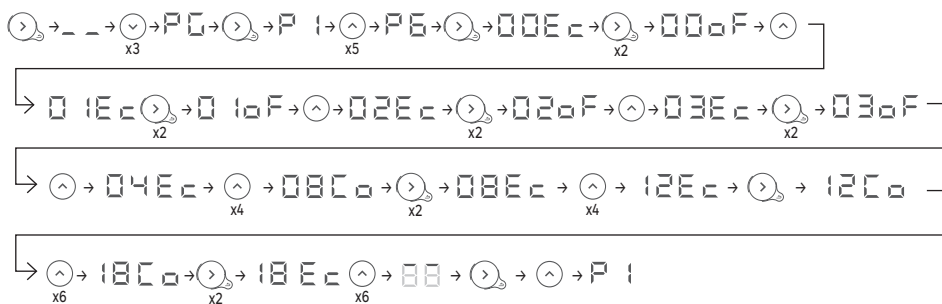 → _ _ → x3 → PG → → P 1 → x5 → P6 → → 00Ec → x2 → 00oF →
→ 01Ec x2 → 01oF → → 02Ec → x2 → 02oF → → 03Ec → x2 → 03oF
→ → 04Ec → x4 → 08Co → x2 → 08Ec → x4 → 12Ec → → 12Co
→ x6 → 18Co → x2 → 18Ec x6 → 88 → → → P 1